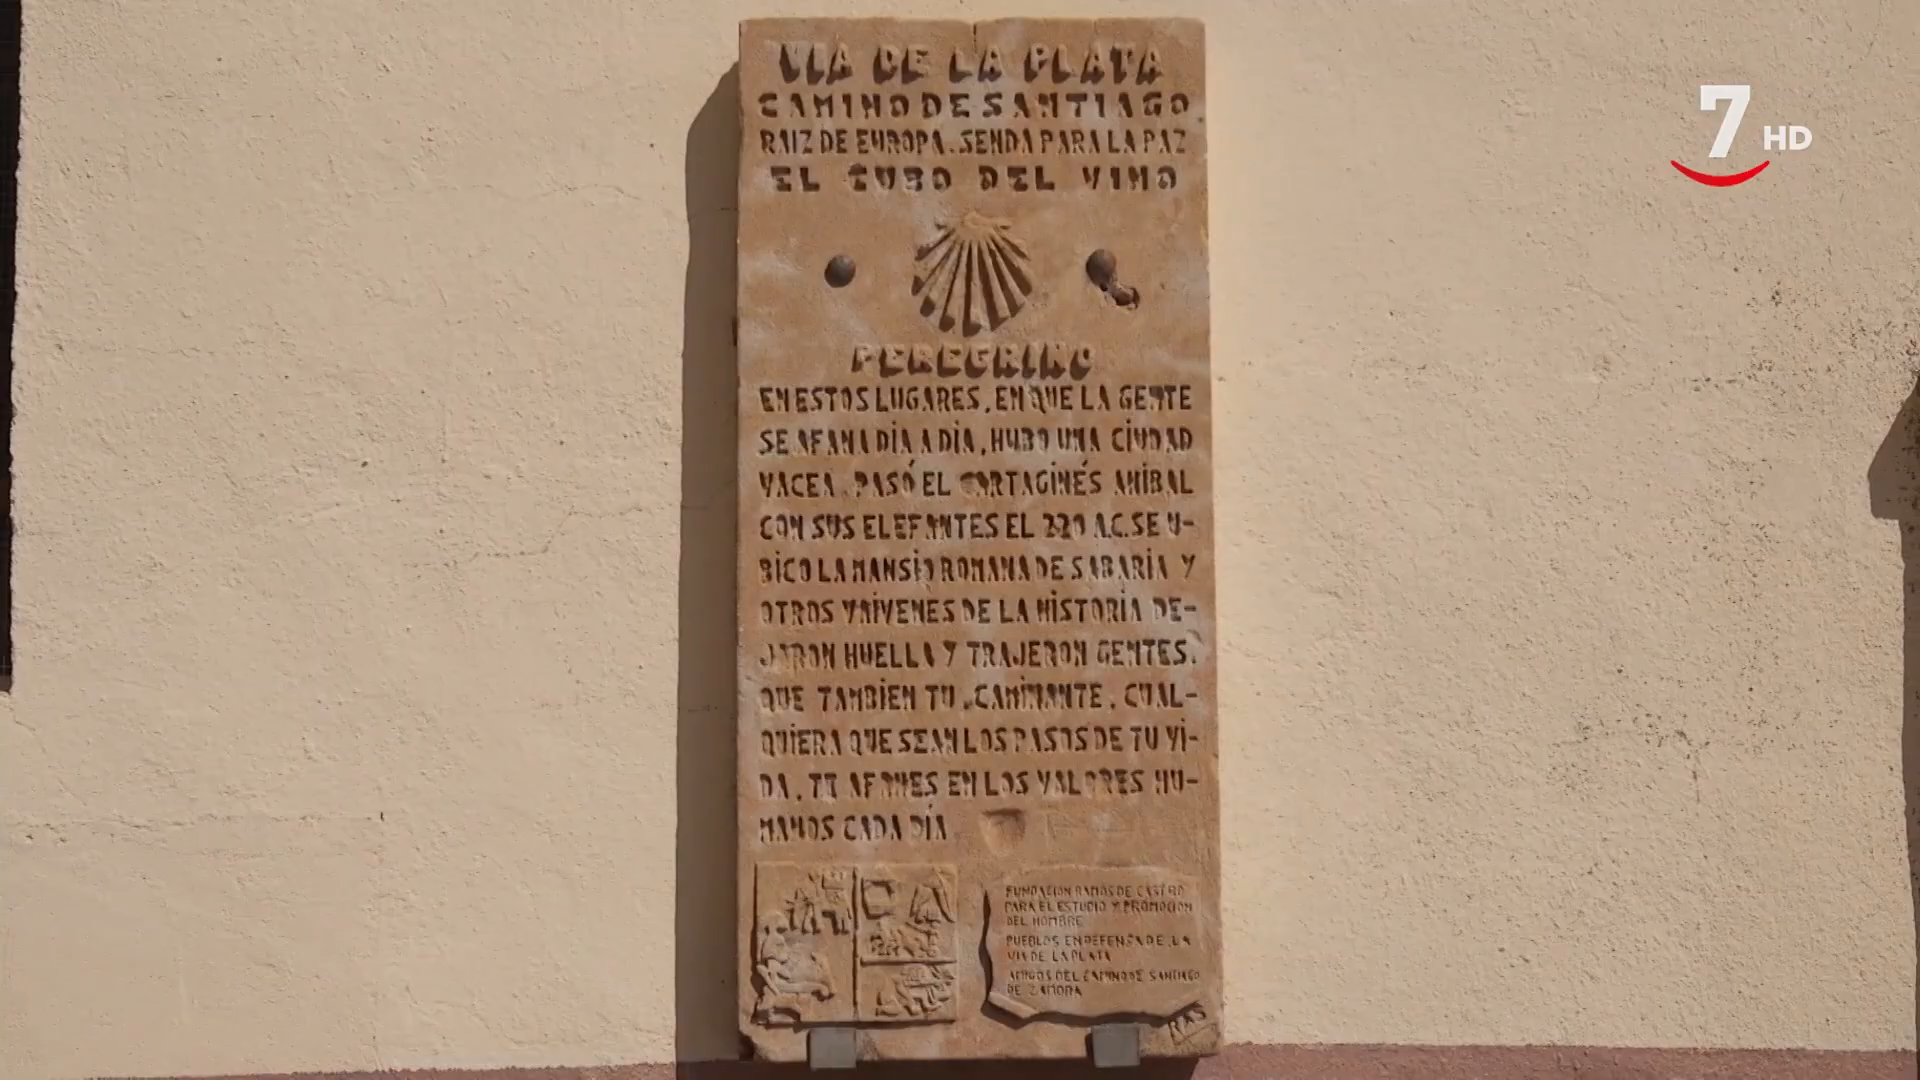 VIA DE LA PLATA
CAMINO DE SANTIAGO
RAIZ DE EUROPA. SENDA PARA LA PAZ
EL CUBO DEL VINO
PEREGRINO
EN ESTOS LUGARES, EN QUE LA GENTE
SE AFANA DÍA A DÍA, HUBO UNA CIUDAD
VACEA. PASÓ EL CARTAGINÉS ANÍBAL
CON SUS ELEFANTES EL 220 A.C. SE U-
BICO LA MANSIO ROMANA DE SABARIA Y
OTROS VAIVENES DE LA HISTORIA DE-
JARON HUELLA Y TRAJERON GENTES.
QUE TAMBIEN TU, CAMINANTE, CUAL-
QUIERA QUE SEAN LOS PASOS DE TU VI-
DA, TE AFANES EN LOS VALORES HU-
MANOS CADA DÍA
FUNDACION RAMOS DE CASTRO
PARA EL ESTUDIO Y PROMOCION
DEL HOMBRE
PUEBLOS EN DEFENSA DE LA
VIA DE LA PLATA
AMIGOS DEL CAMINO DE SANTIAGO
DE ZAMORA
RAS
7 HD